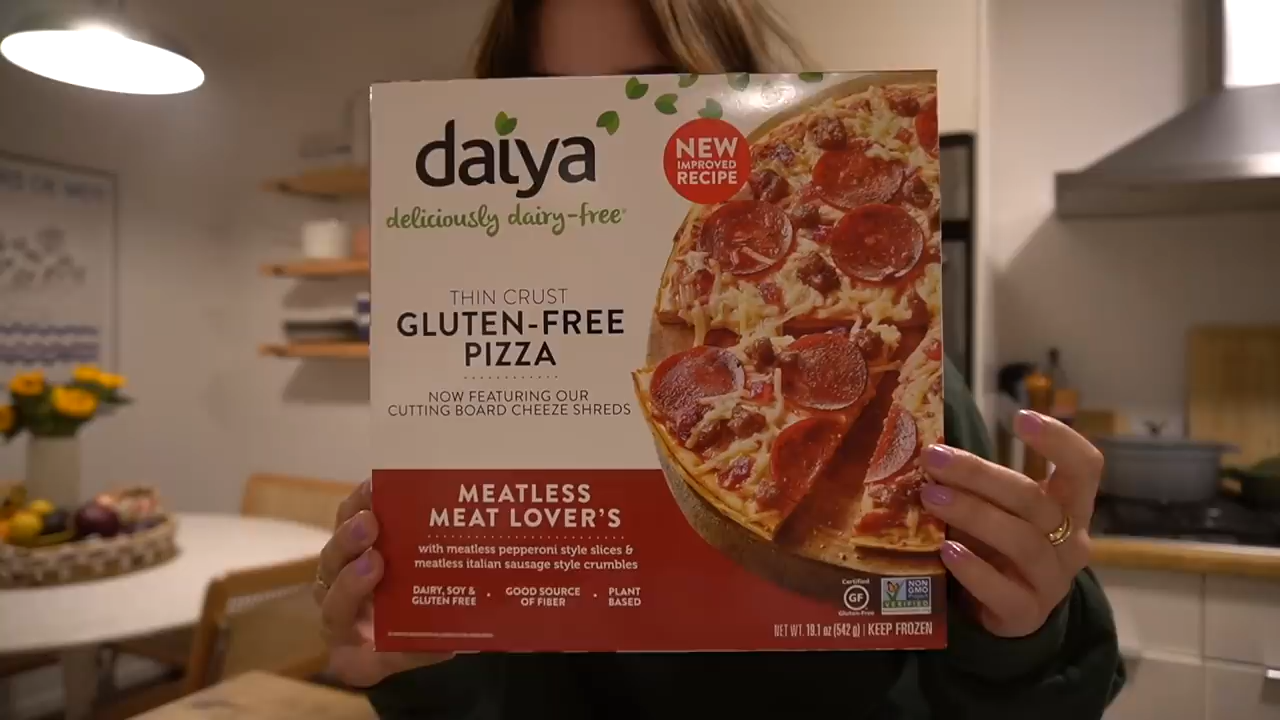 daiya
deliciously dairy-free
NEW
IMPROVED
RECIPE
THIN CRUST
GLUTEN-FREE
PIZZA
NOW FEATURING OUR
CUTTING BOARD CHEEZE SHREDS
MEATLESS
MEAT LOVER'S
with meatless pepperoni style slices &
meatless italian sausage style crumbles
DAIRY, SOY &
GLUTEN FREE
GOOD SOURCE
OF FIBER
PLANT
BASED
Certified
GF
Gluten-Free
NON
GMO
Project
VERIFIED
NET WT. 19.1 oz (542 g) | KEEP FROZEN